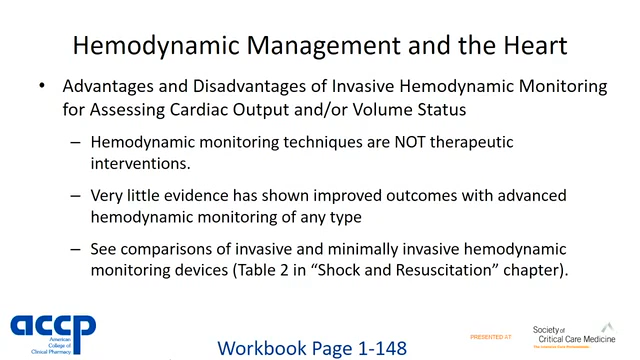 Hemodynamic Management and the Heart
• Advantages and Disadvantages of Invasive Hemodynamic Monitoring
for Assessing Cardiac Output and/or Volume Status
– Hemodynamic monitoring techniques are NOT therapeutic
interventions.
– Very little evidence has shown improved outcomes with advanced
hemodynamic monitoring of any type
– See comparisons of invasive and minimally invasive hemodynamic
monitoring devices (Table 2 in “Shock and Resuscitation” chapter).
accp
American
College of
Clinical Pharmacy
Workbook Page 1-148
PRESENTED AT
Society of
Critical Care Medicine